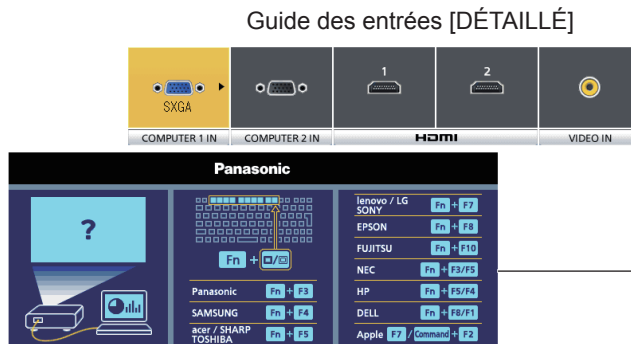 Guide des entrées [DÉTAILLÉ]
1
2
SXGA
COMPUTER 1 IN
COMPUTER 2 IN
HDMI
VIDEO IN
Panasonic
?
Fn +
Panasonic Fn + F3
SAMSUNG Fn + F4
acer / SHARP
TOSHIBA Fn + F5
lenovo / LG
SONY Fn + F7
EPSON Fn + F8
FUJITSU Fn + F10
NEC Fn + F3/F5
HP Fn + F5/F4
DELL Fn + F8/F1
Apple F7 / Command + F2